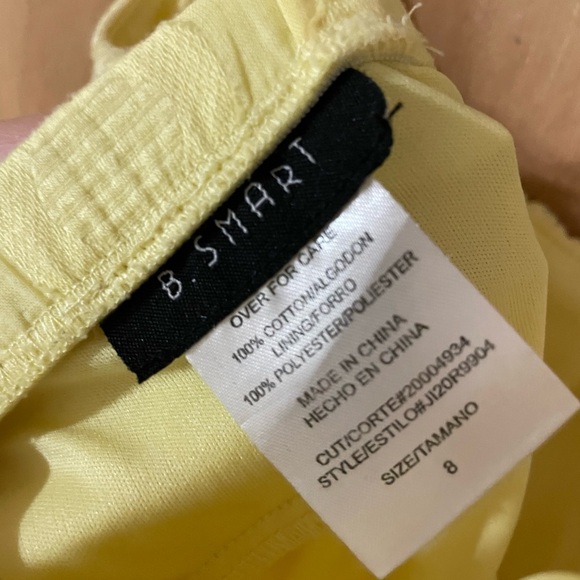 B. SMART
OVER FOR CARE
100% COTTON/ALGODON
LINING/FORRO
100% POLYESTER/POLIESTER
MADE IN CHINA
HECHO EN CHINA
CUT/CORTE#20004934
STYLE/ESTILO#JI20R9904
SIZE/TAMANO
8